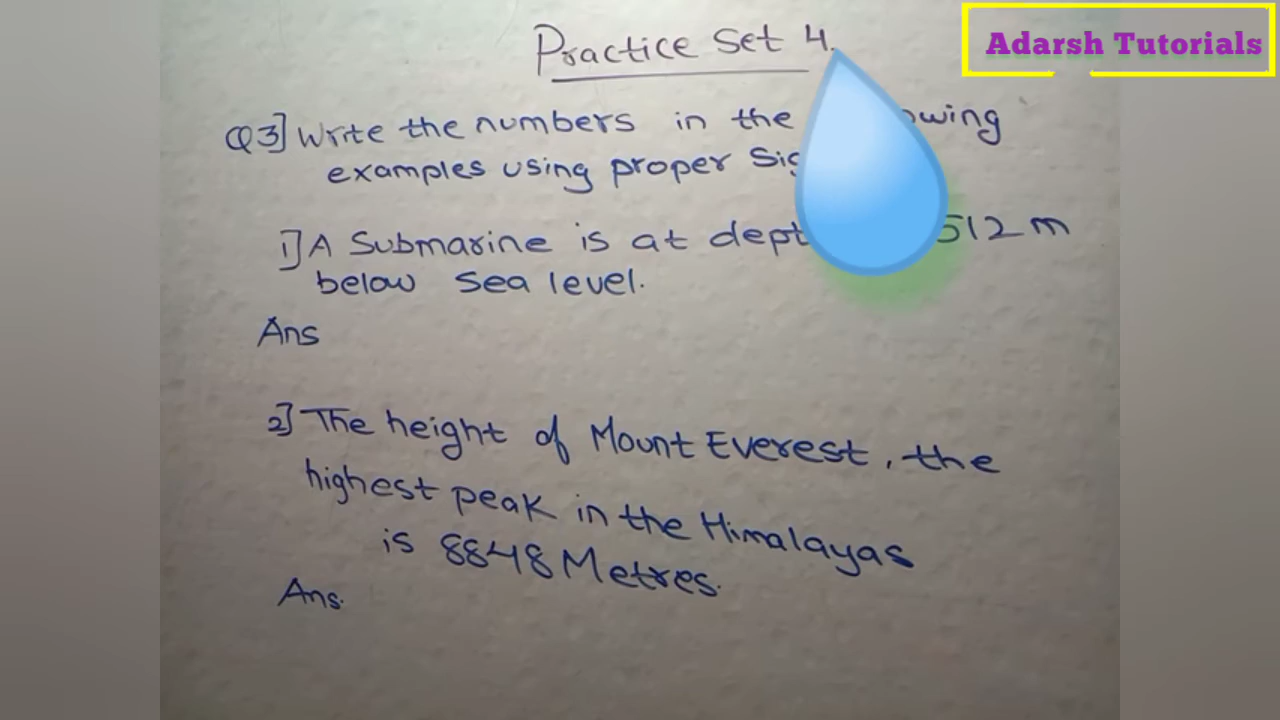 Adarsh Tutorials
Practice Set 4.
Q3] Write the numbers in the
examples using proper
1] A Submarine is at 512 m
below Sea level.
Ans
2] The height of Mount Everest, the
highest peak in the Himalayas
is 8848 Metres.
Ans.